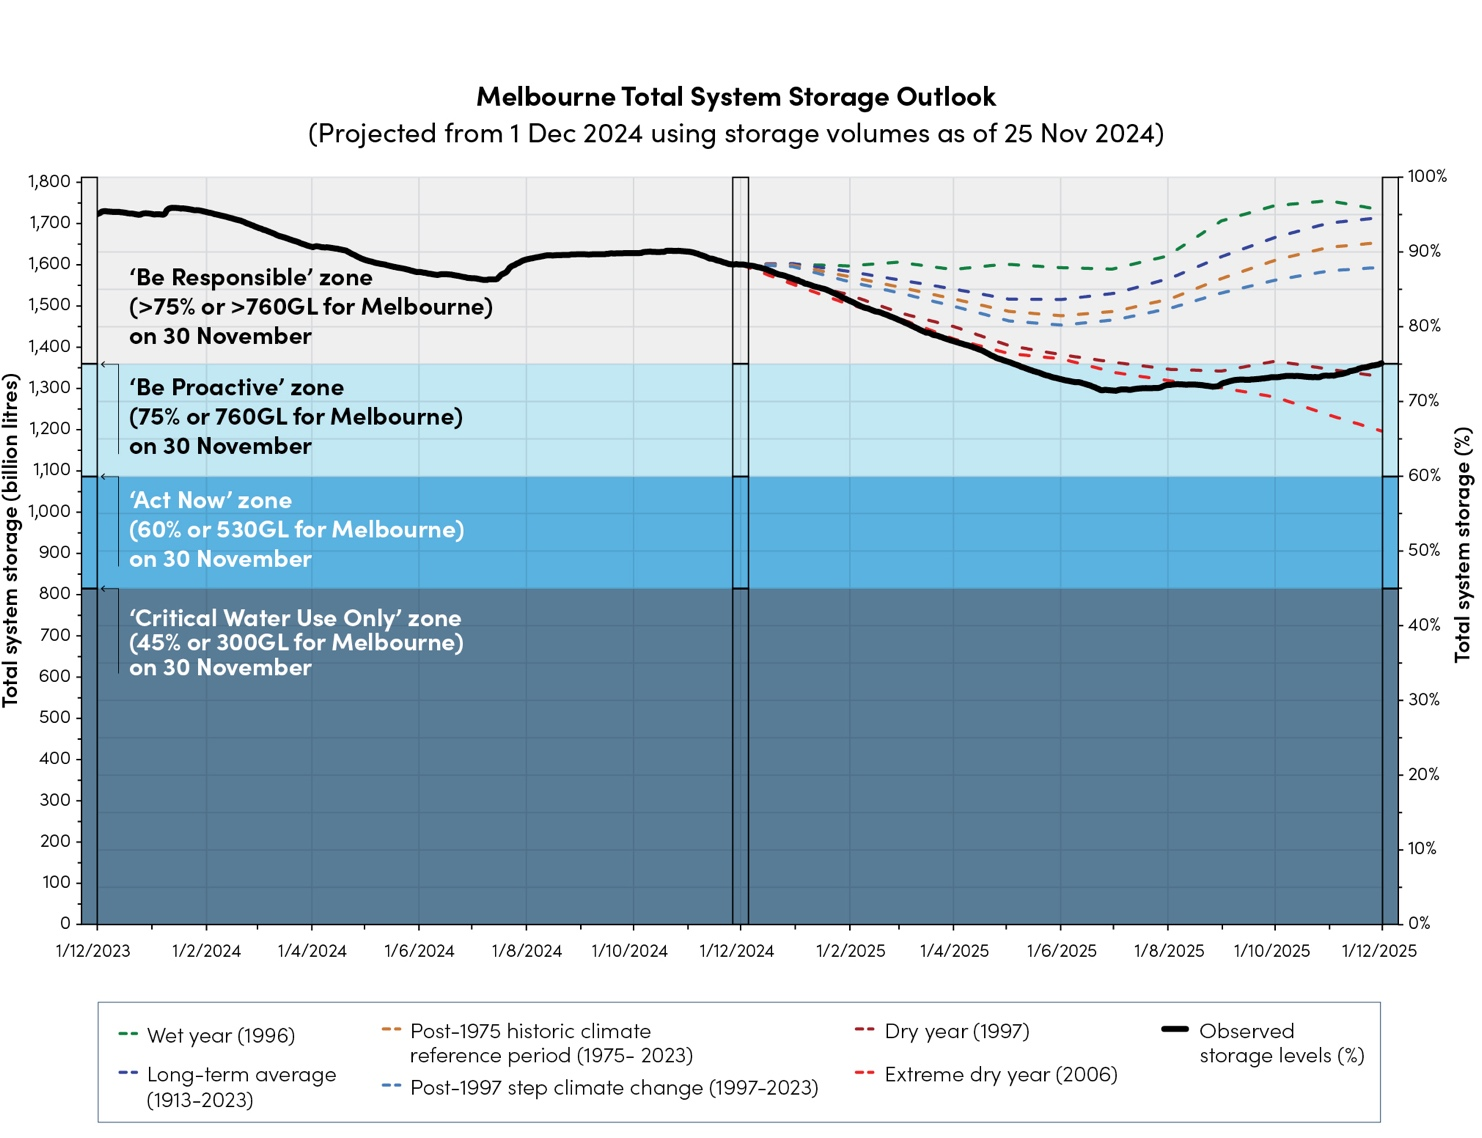 Melbourne Total System Storage Outlook
(Projected from 1 Dec 2024 using storage volumes as of 25 Nov 2024)
Total system storage (billion litres)
1,800
1,700
1,600
1,500
1,400
1,300
1,200
1,100
1,000
900
800
700
600
500
400
300
200
100
0
‘Be Responsible’ zone
(>75% or >760GL for Melbourne)
on 30 November
‘Be Proactive’ zone
(75% or 760GL for Melbourne)
on 30 November
‘Act Now’ zone
(60% or 530GL for Melbourne)
on 30 November
‘Critical Water Use Only’ zone
(45% or 300GL for Melbourne)
on 30 November
100%
90%
80%
70%
60%
50%
40%
30%
20%
10%
0%
Total system storage (%)
1/12/2023
1/2/2024
1/4/2024
1/6/2024
1/8/2024
1/10/2024
1/12/2024
1/2/2025
1/4/2025
1/6/2025
1/8/2025
1/10/2025
1/12/2025
Wet year (1996)
Long-term average
(1913-2023)
Post-1975 historic climate
reference period (1975- 2023)
Post-1997 step climate change (1997-2023)
Dry year (1997)
Extreme dry year (2006)
Observed
storage levels (%)